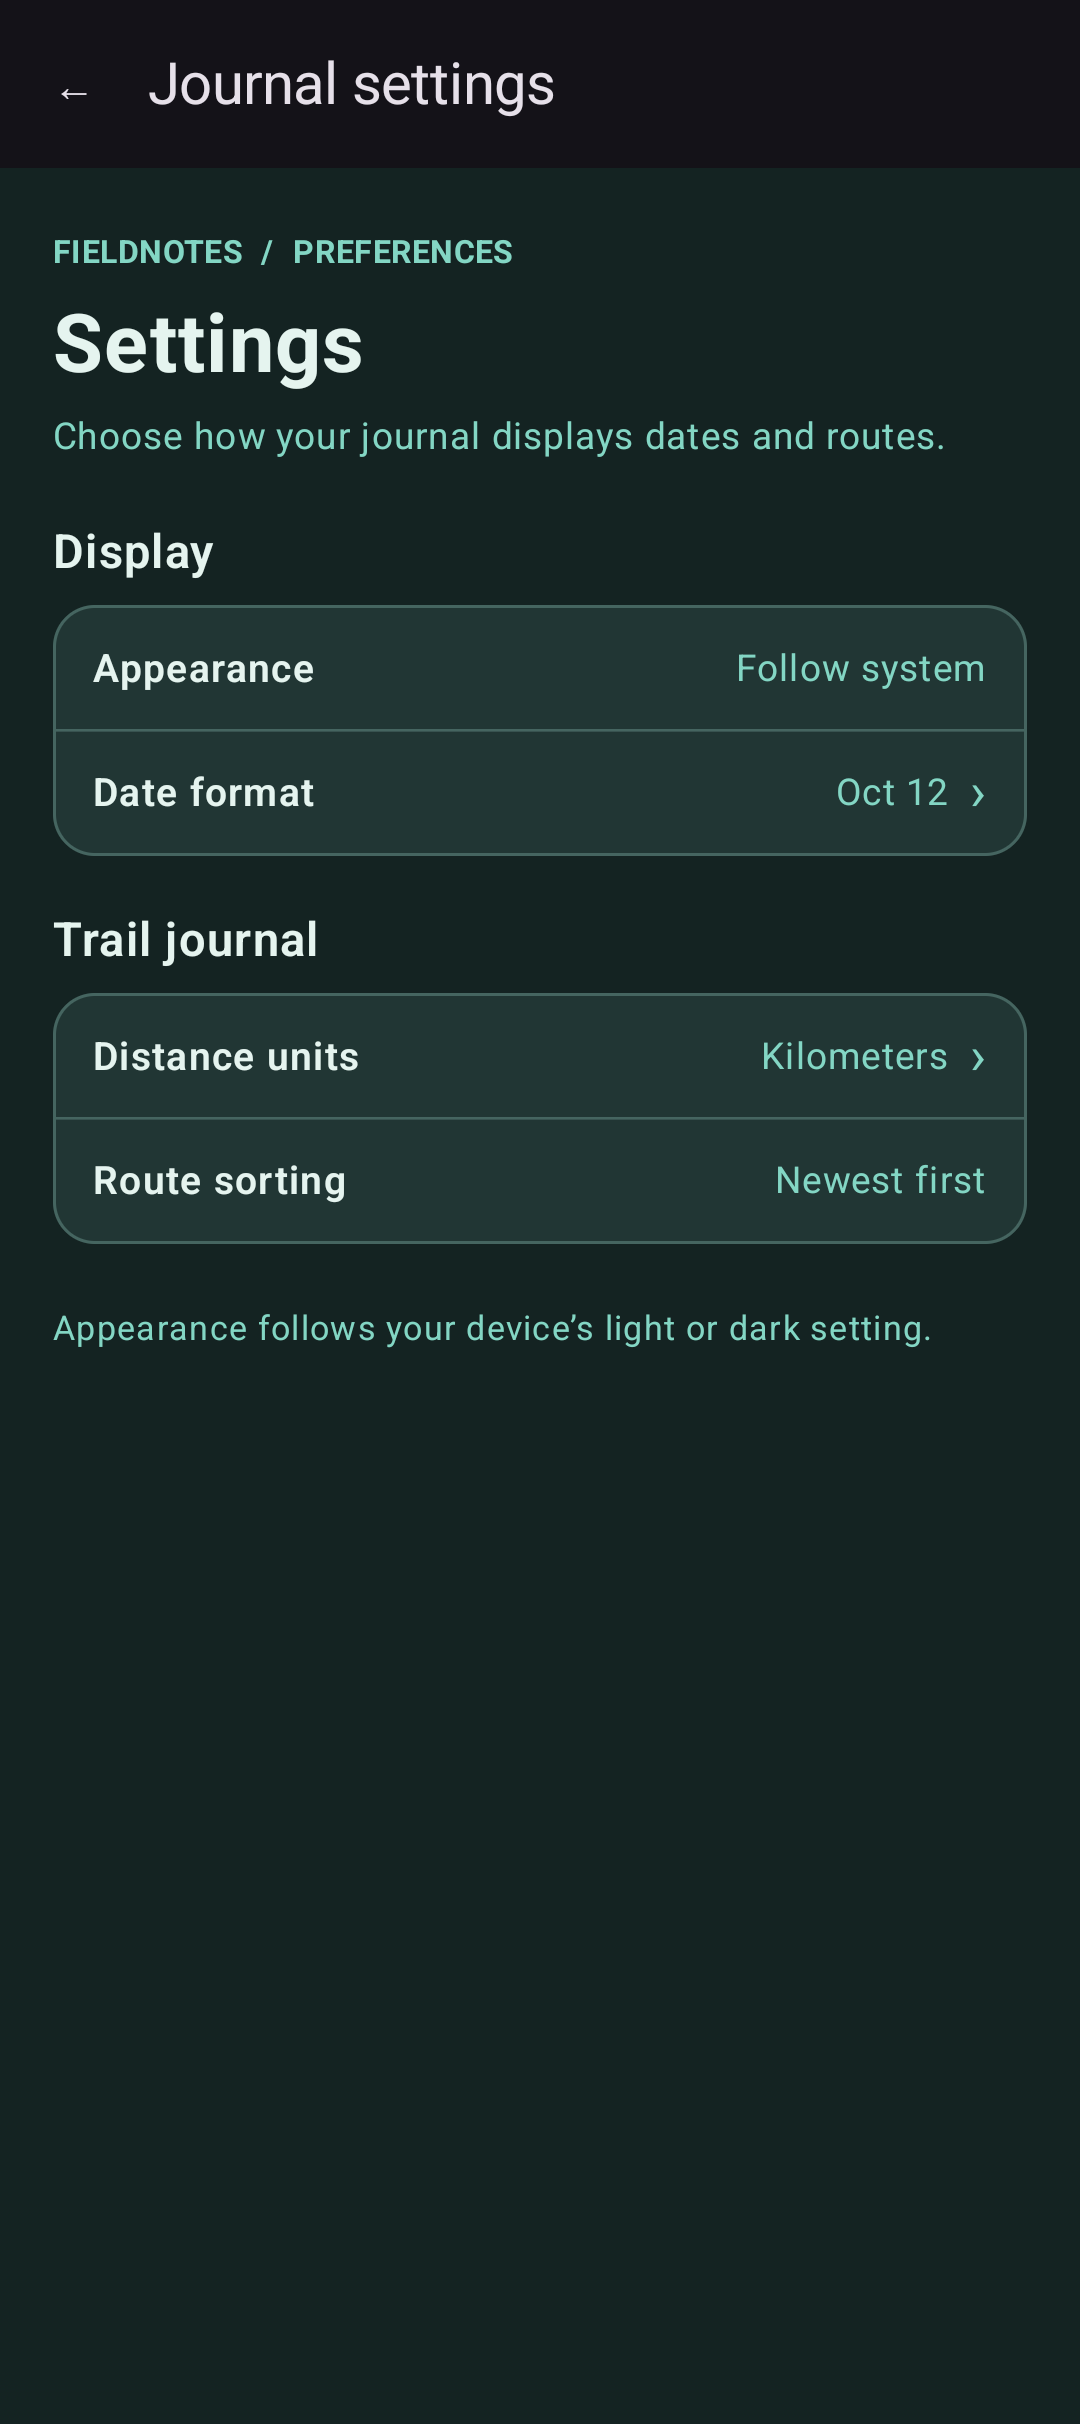 ← Journal settings
FIELDNOTES / PREFERENCES
Settings
Choose how your journal displays dates and routes.
Display
Appearance Follow system
Date format Oct 12 ›
Trail journal
Distance units Kilometers ›
Route sorting Newest first
Appearance follows your device’s light or dark setting.